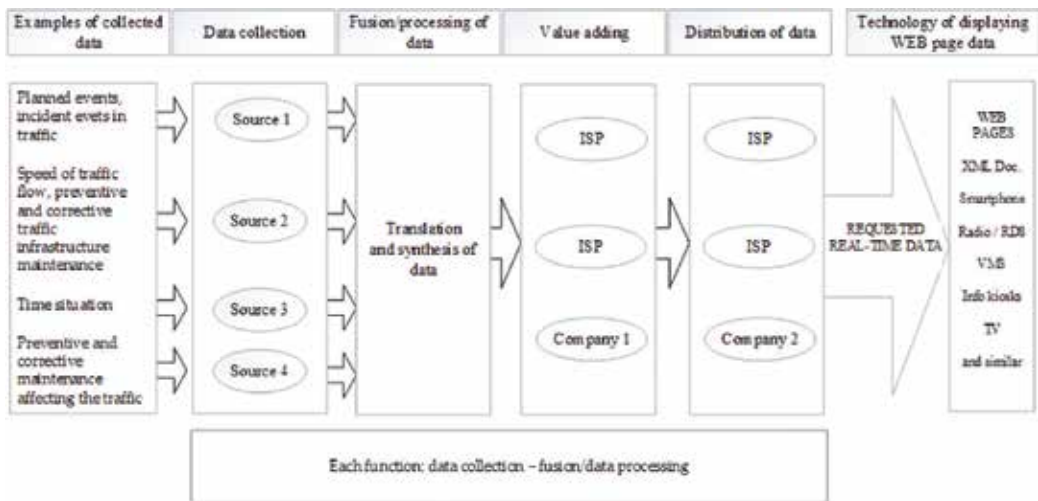 Examples of collected
data
Data collection
Fusion/processing of
data
Value adding
Distribution of data
Technology of displaying
WEB page data
Planned events,
incident evets in
traffic
Speed of traffic
flow, preventive
and corrective
traffic
infrastructure
maintenance
Time situation
Preventive and
corrective
maintenance
affecting the traffic
Source 1
Source 2
Source 3
Source 4
Translation
and synthesis of
data
ISP
ISP
Company 1
ISP
ISP
Company 2
REQUESTED
REAL-TIME DATA
WEB
PAGES
XML Doc.
Smartphone
Radio / RDS
VMS
Info kiosks
TV
and similar
Each function: data collection – fusion/data processing